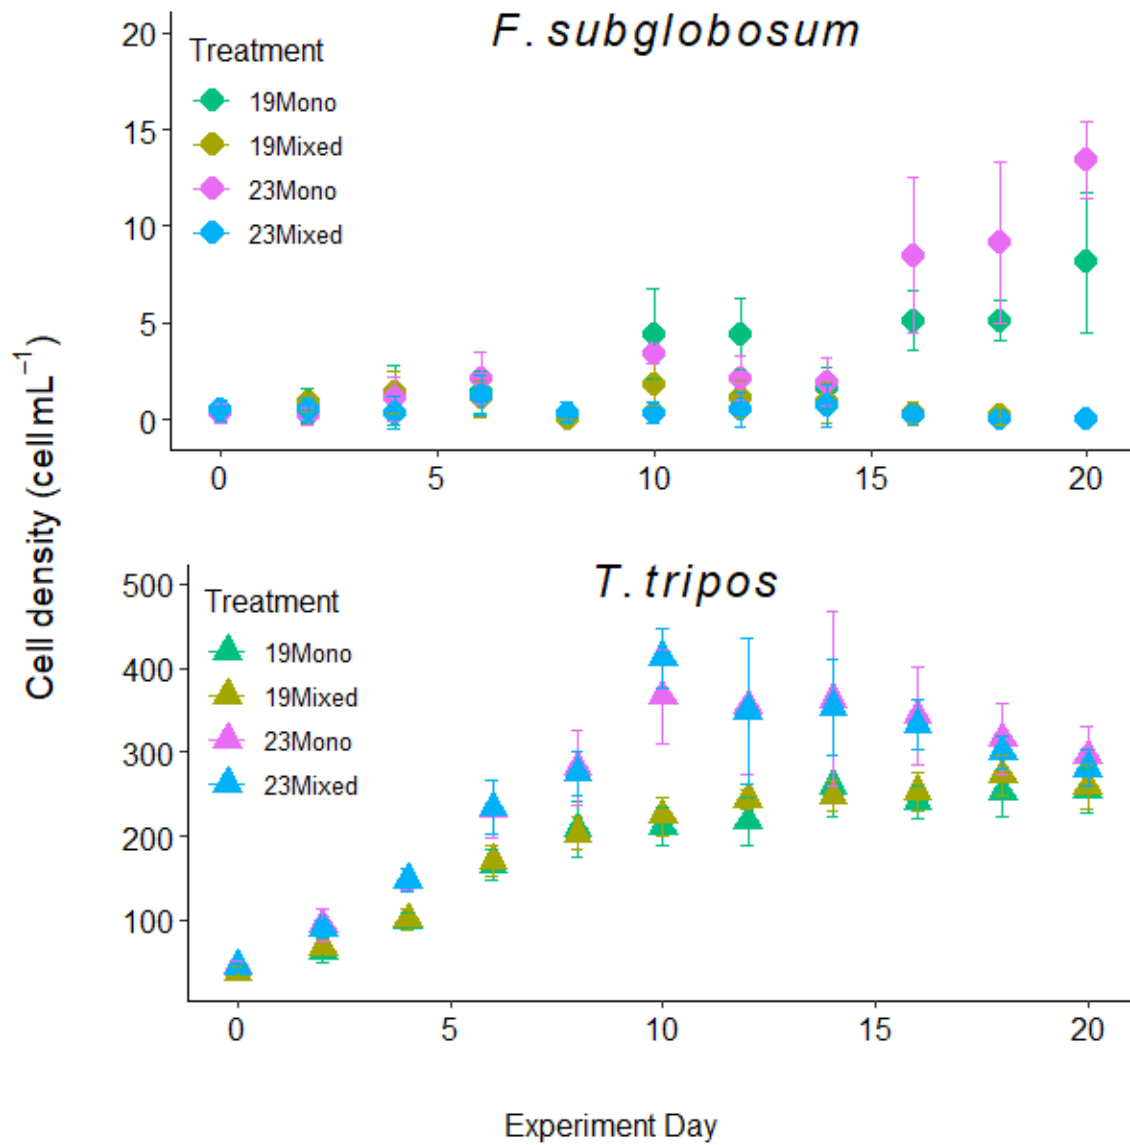 F. subglobosum
Treatment
19Mono
19Mixed
23Mono
23Mixed
20
15
10
5
0
0 5 10 15 20
Cell density (cell mL⁻¹)
T. tripos
Treatment
19Mono
19Mixed
23Mono
23Mixed
500
400
300
200
100
0 5 10 15 20
Experiment Day